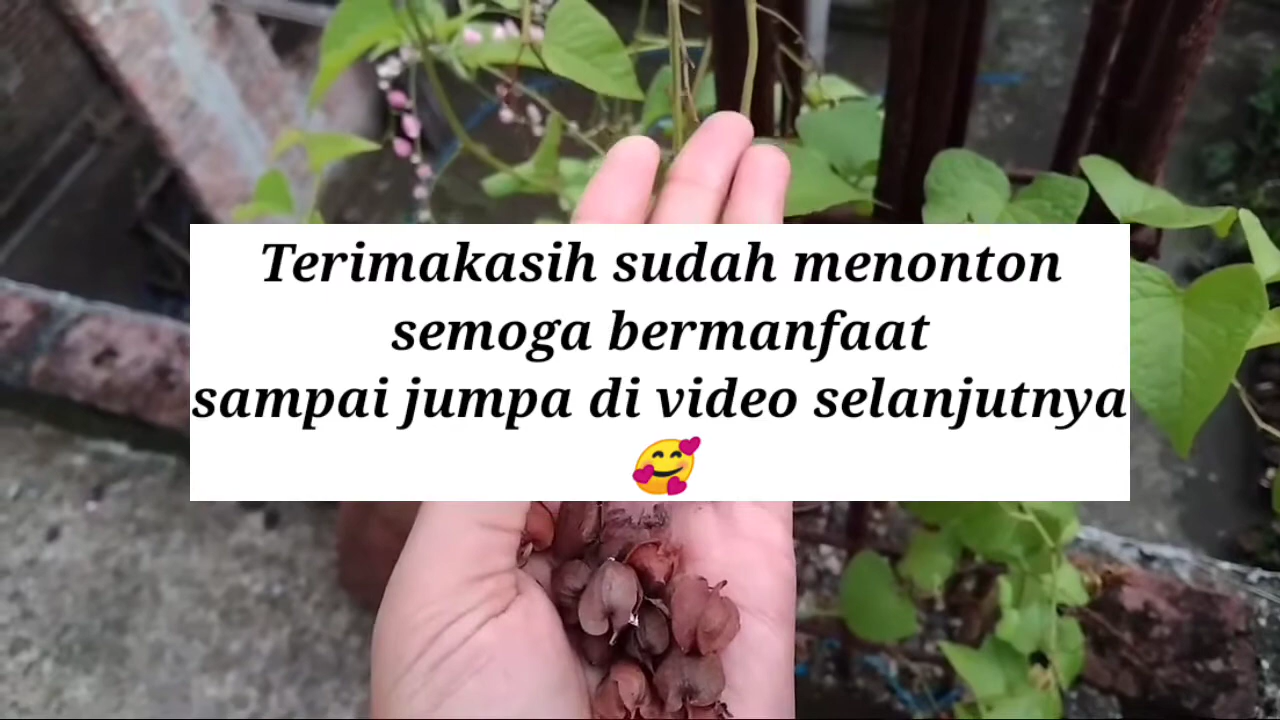 Terimakasih sudah menonton
semoga bermanfaat
sampai jumpa di video selanjutnya
🥰